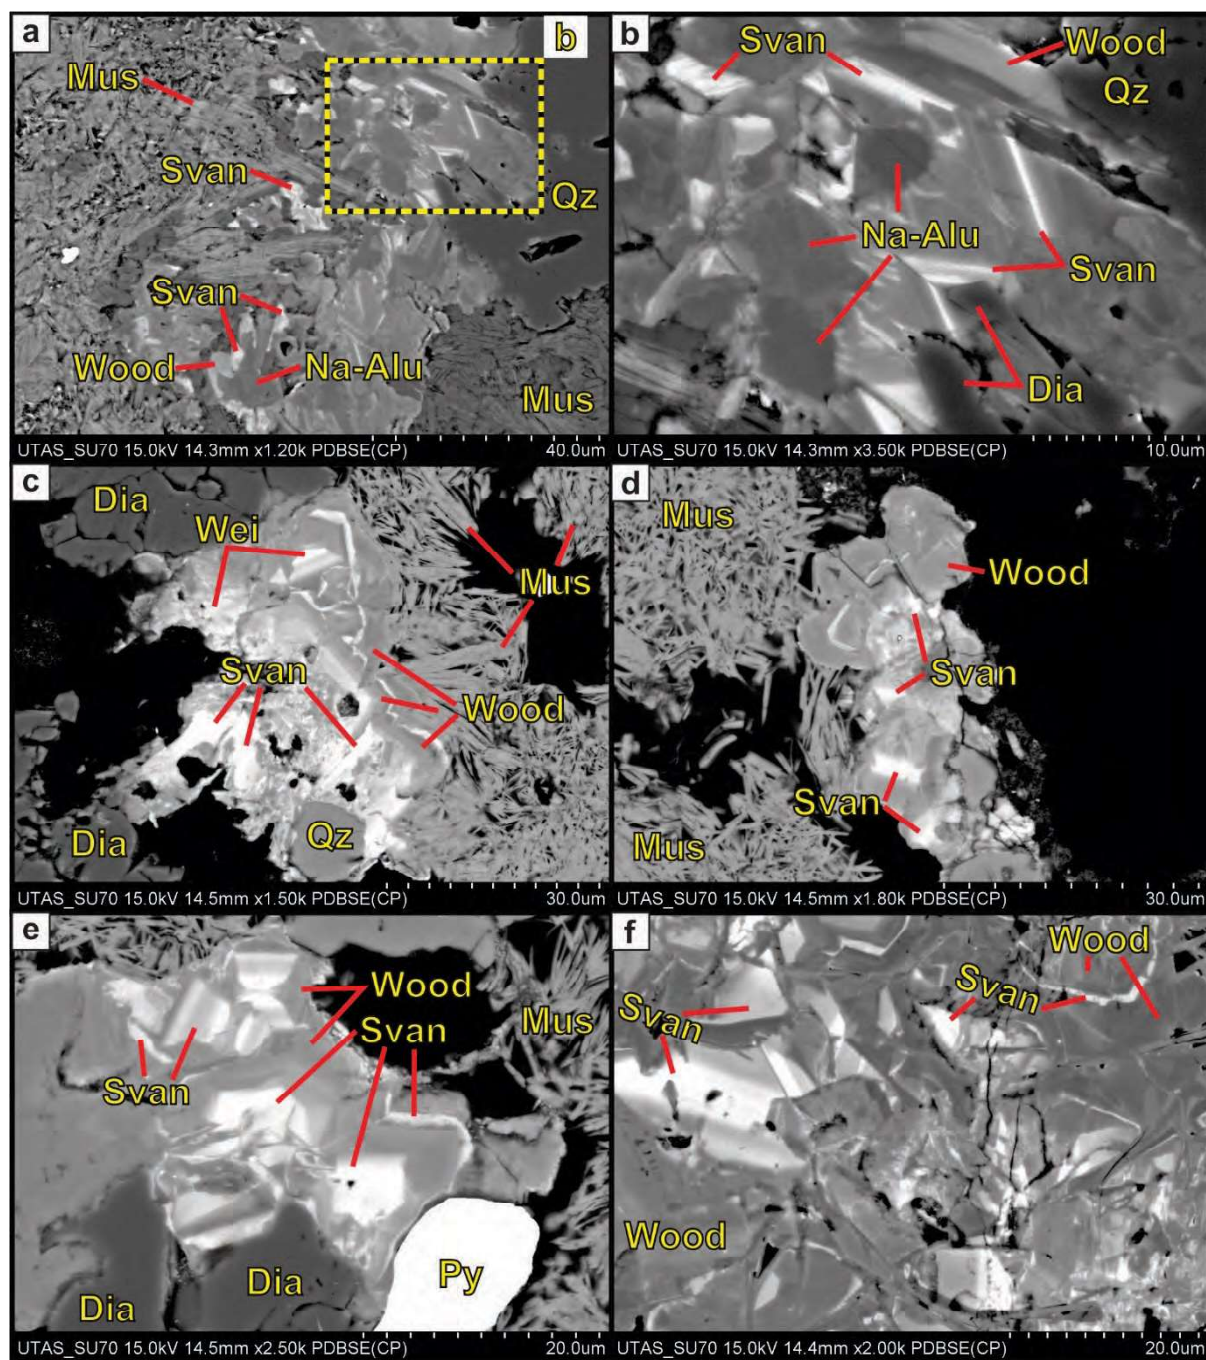 a
b
Mus
Svan
Qz
Svan
Wood
Na-Alu
Mus
UTAS_SU70 15.0kV 14.3mm x1.20k PDBSE(CP)
40.0um
b
Svan
Wood
Qz
Na-Alu
Svan
Dia
UTAS_SU70 15.0kV 14.3mm x3.50k PDBSE(CP)
10.0um
c
Dia
Wei
Mus
Svan
Wood
Dia
Qz
UTAS_SU70 15.0kV 14.5mm x1.50k PDBSE(CP)
30.0um
d
Mus
Wood
Svan
Svan
Mus
UTAS_SU70 15.0kV 14.5mm x1.80k PDBSE(CP)
30.0um
e
Wood
Svan
Mus
Svan
Dia
Dia
Py
UTAS_SU70 15.0kV 14.5mm x2.50k PDBSE(CP)
20.0um
f
Wood
Svan
Svan
Wood
UTAS_SU70 15.0kV 14.4mm x2.00k PDBSE(CP)
20.0um